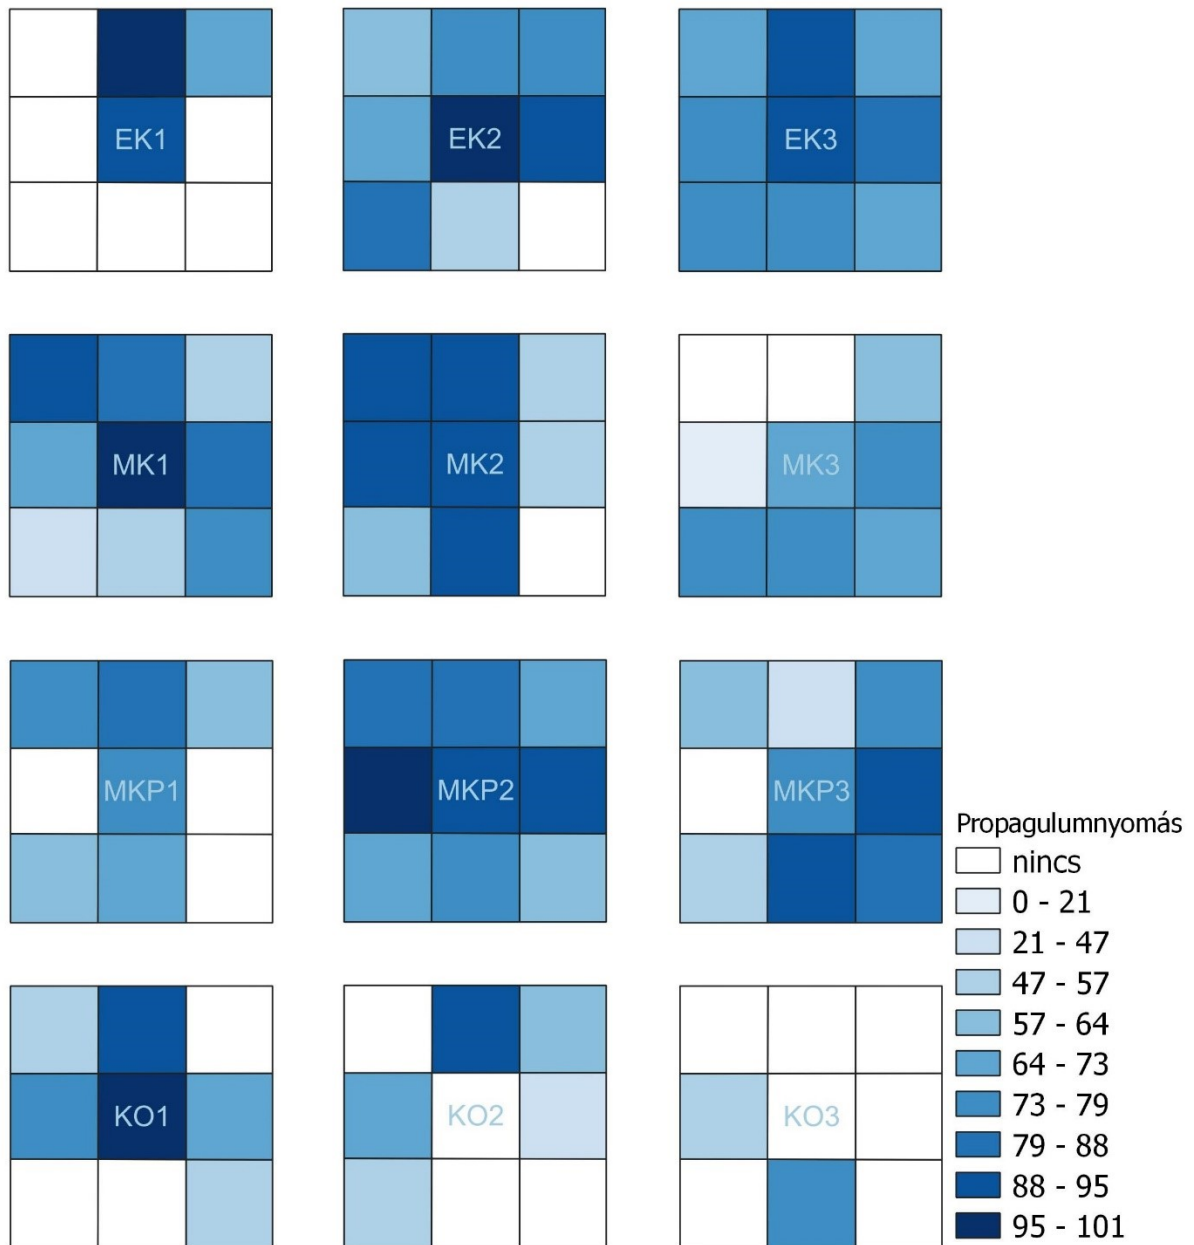 EK1
EK2
EK3
MK1
MK2
MK3
MKP1
MKP2
MKP3
KO1
KO2
KO3
Propagulumnyomás
nincs
0 - 21
21 - 47
47 - 57
57 - 64
64 - 73
73 - 79
79 - 88
88 - 95
95 - 101